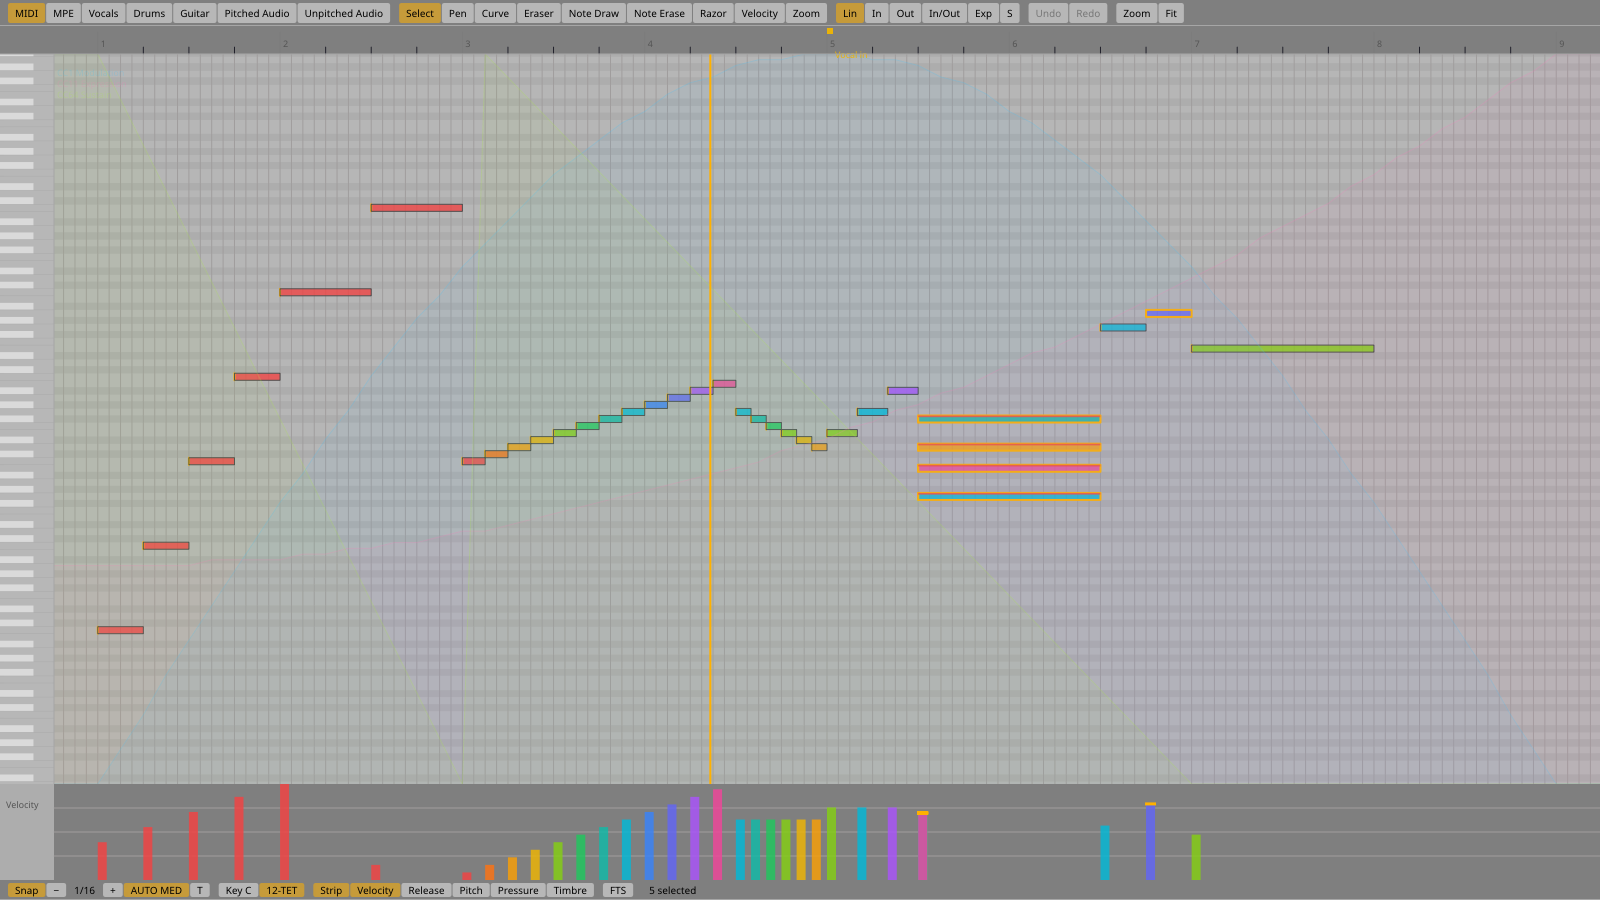 MIDI MPE Vocals Drums Guitar Pitched Audio Unpitched Audio Select Pen Curve Eraser Note Draw Note Erase Razor Velocity Zoom Lin In Out In/Out Exp S Undo Redo Zoom Fit
1 2 3 4 5 6 7 8 9
Velocity
Snap − 1/16 + AUTO MED T Key C 12-TET Strip Velocity Release Pitch Pressure Timbre FTS 5 selected